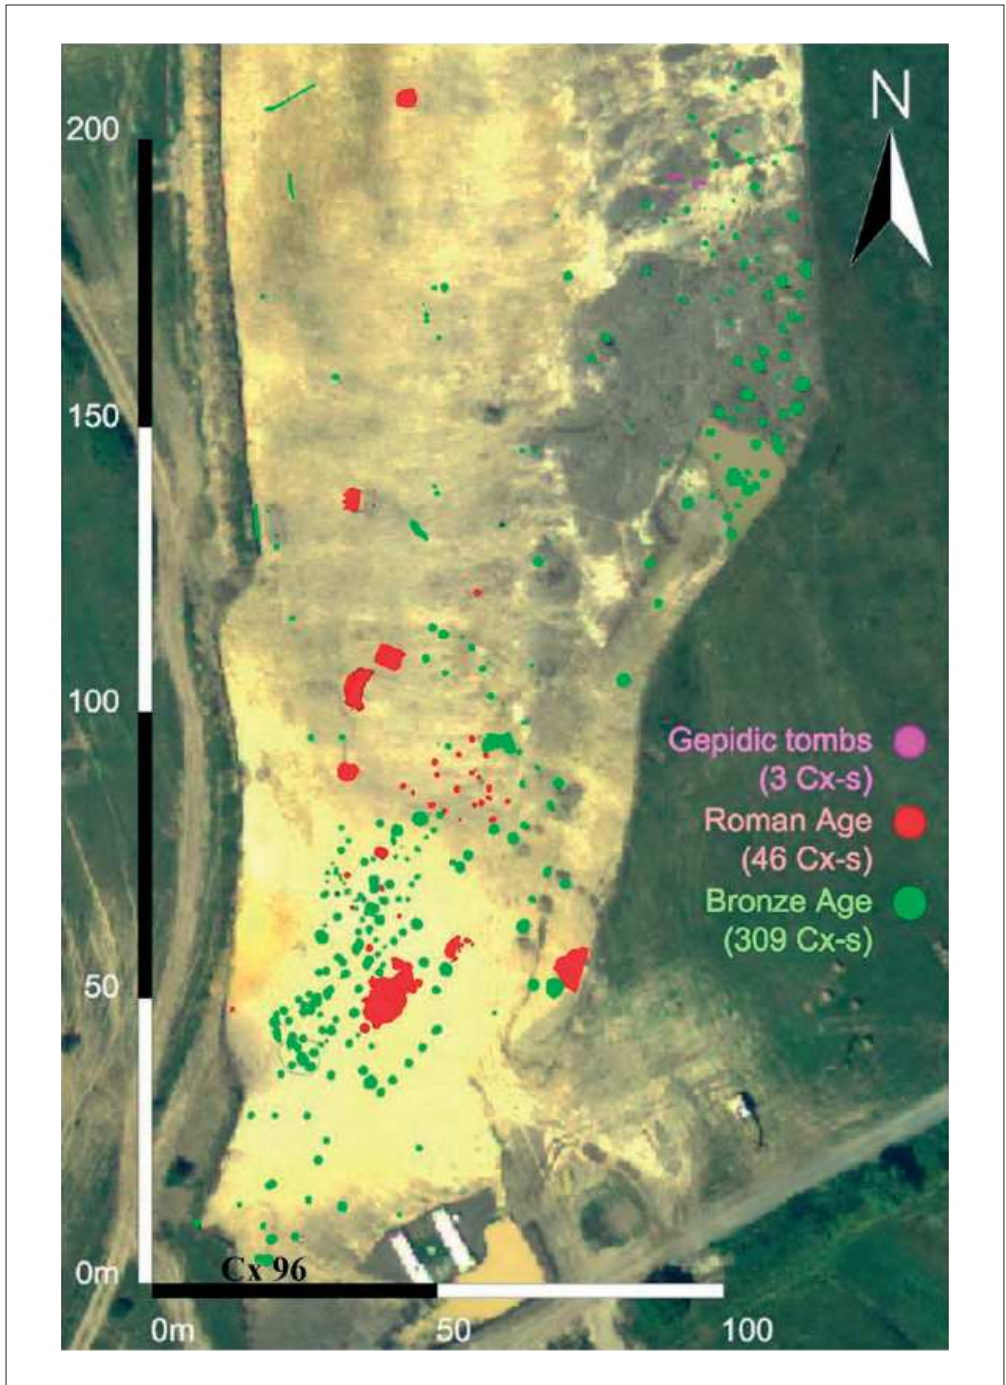 N
200
150
100
Gepidic tombs
(3 Cx-s)
Roman Age
(46 Cx-s)
Bronze Age
(309 Cx-s)
50
0m
Cx 96
0m
50
100